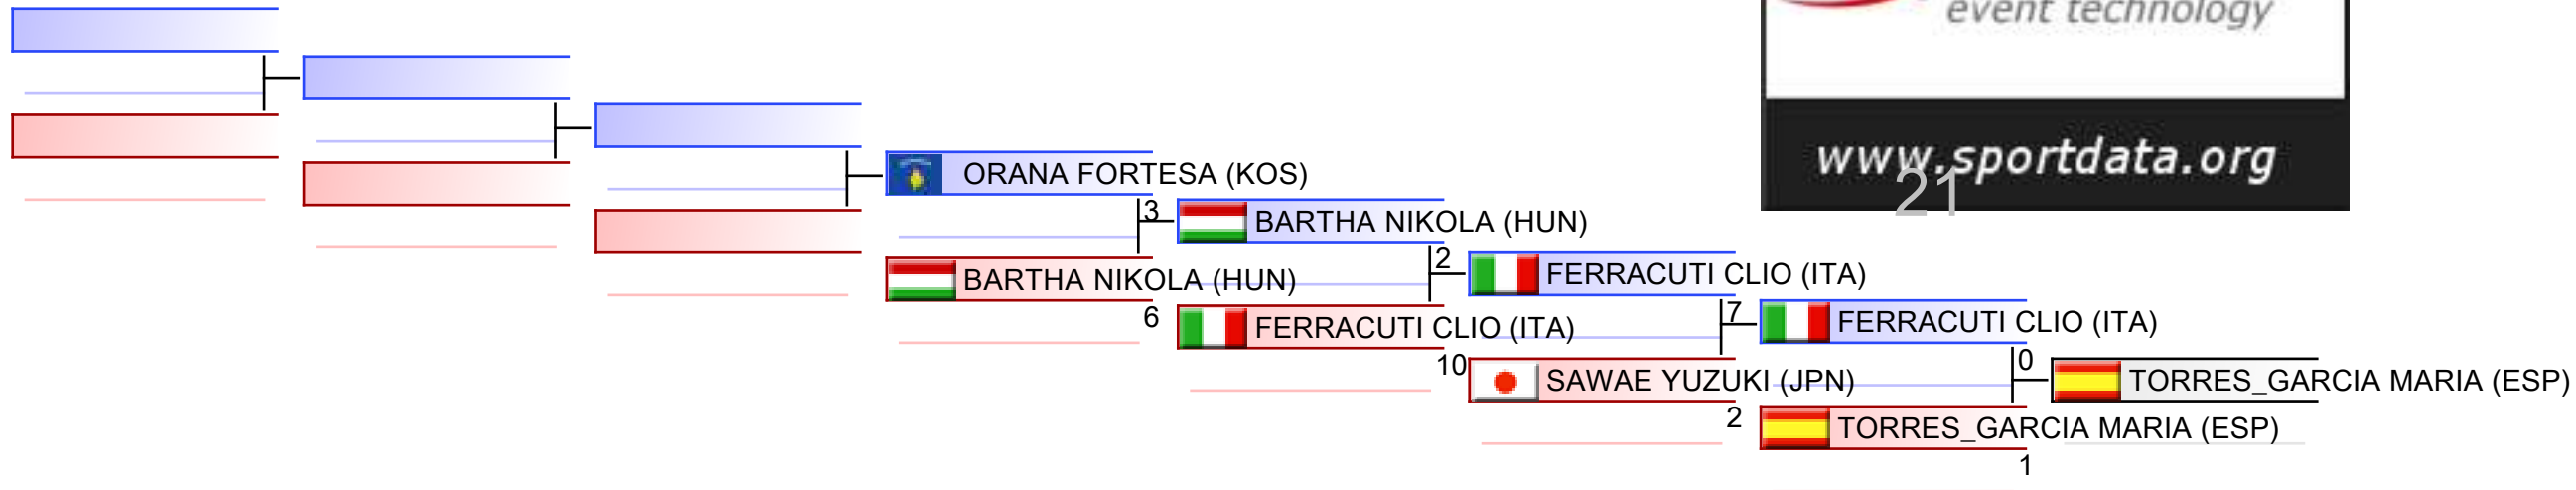 event technology
www.sportdata.org
21
ORANA FORTESA (KOS)
3
BARTHA NIKOLA (HUN)
BARTHA NIKOLA (HUN)
6
2
FERRACUTI CLIO (ITA)
FERRACUTI CLIO (ITA)
10
7
FERRACUTI CLIO (ITA)
SAWAE YUZUKI (JPN)
2
0
TORRES_GARCIA MARIA (ESP)
TORRES_GARCIA MARIA (ESP)
1